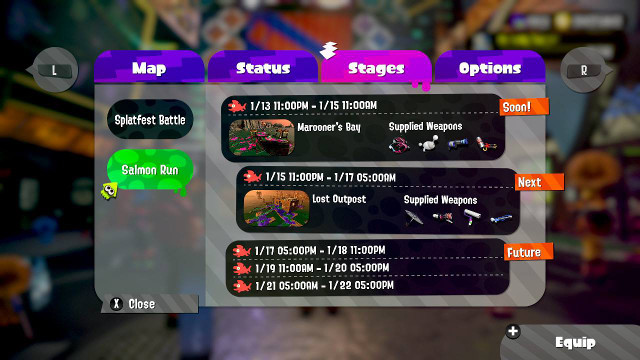 L
Map
Status
Stages
Options
R
Splatfest Battle
Salmon Run
1/13 11:00PM - 1/15 11:00AM
Soon!
Marooner's Bay
Supplied Weapons
1/15 11:00PM - 1/17 05:00AM
Next
Lost Outpost
Supplied Weapons
1/17 05:00PM - 1/18 11:00PM
Future
1/19 11:00AM - 1/20 05:00PM
1/21 05:00AM - 1/22 05:00PM
X Close
+
Equip